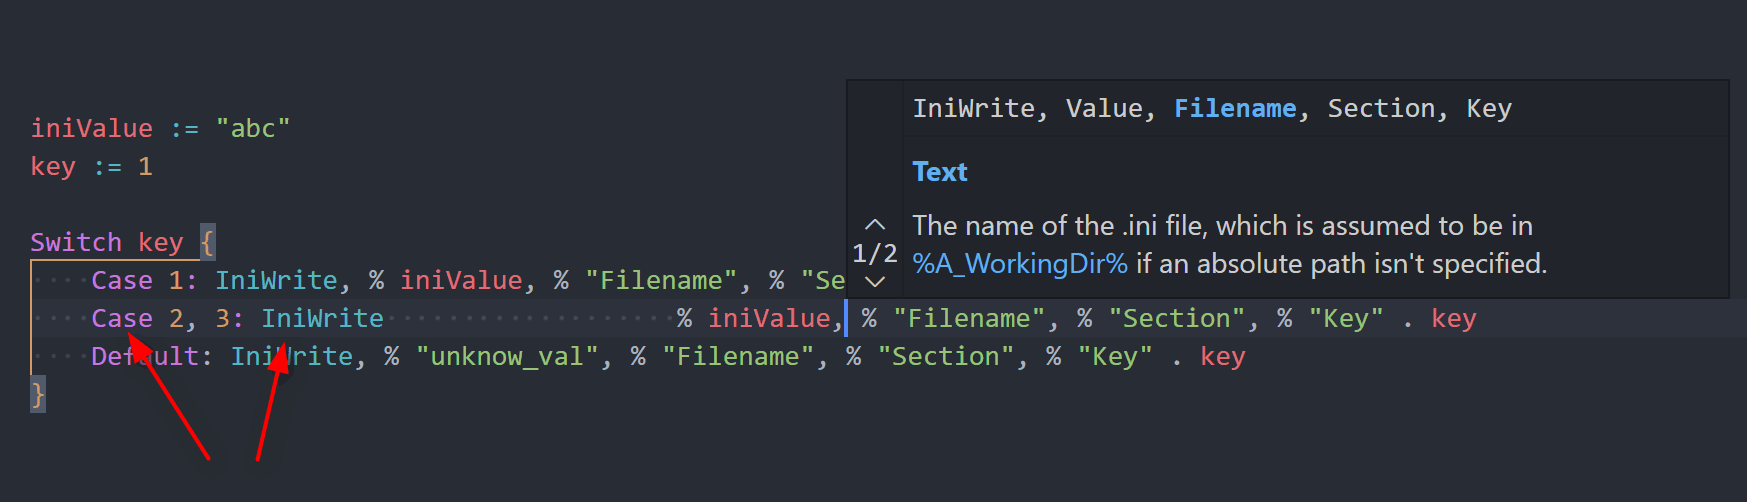 IniWrite, Value, Filename, Section, Key
iniValue := "abc"
key := 1
Text
The name of the .ini file, which is assumed to be in
%A_WorkingDir% if an absolute path isn't specified.
1/2
Switch key {
Case 1: IniWrite, % iniValue, % "Filename", % "Se
Case 2, 3: IniWrite % iniValue, % "Filename", % "Section", % "Key" . key
Default: IniWrite, % "unknow_val", % "Filename", % "Section", % "Key" . key
}